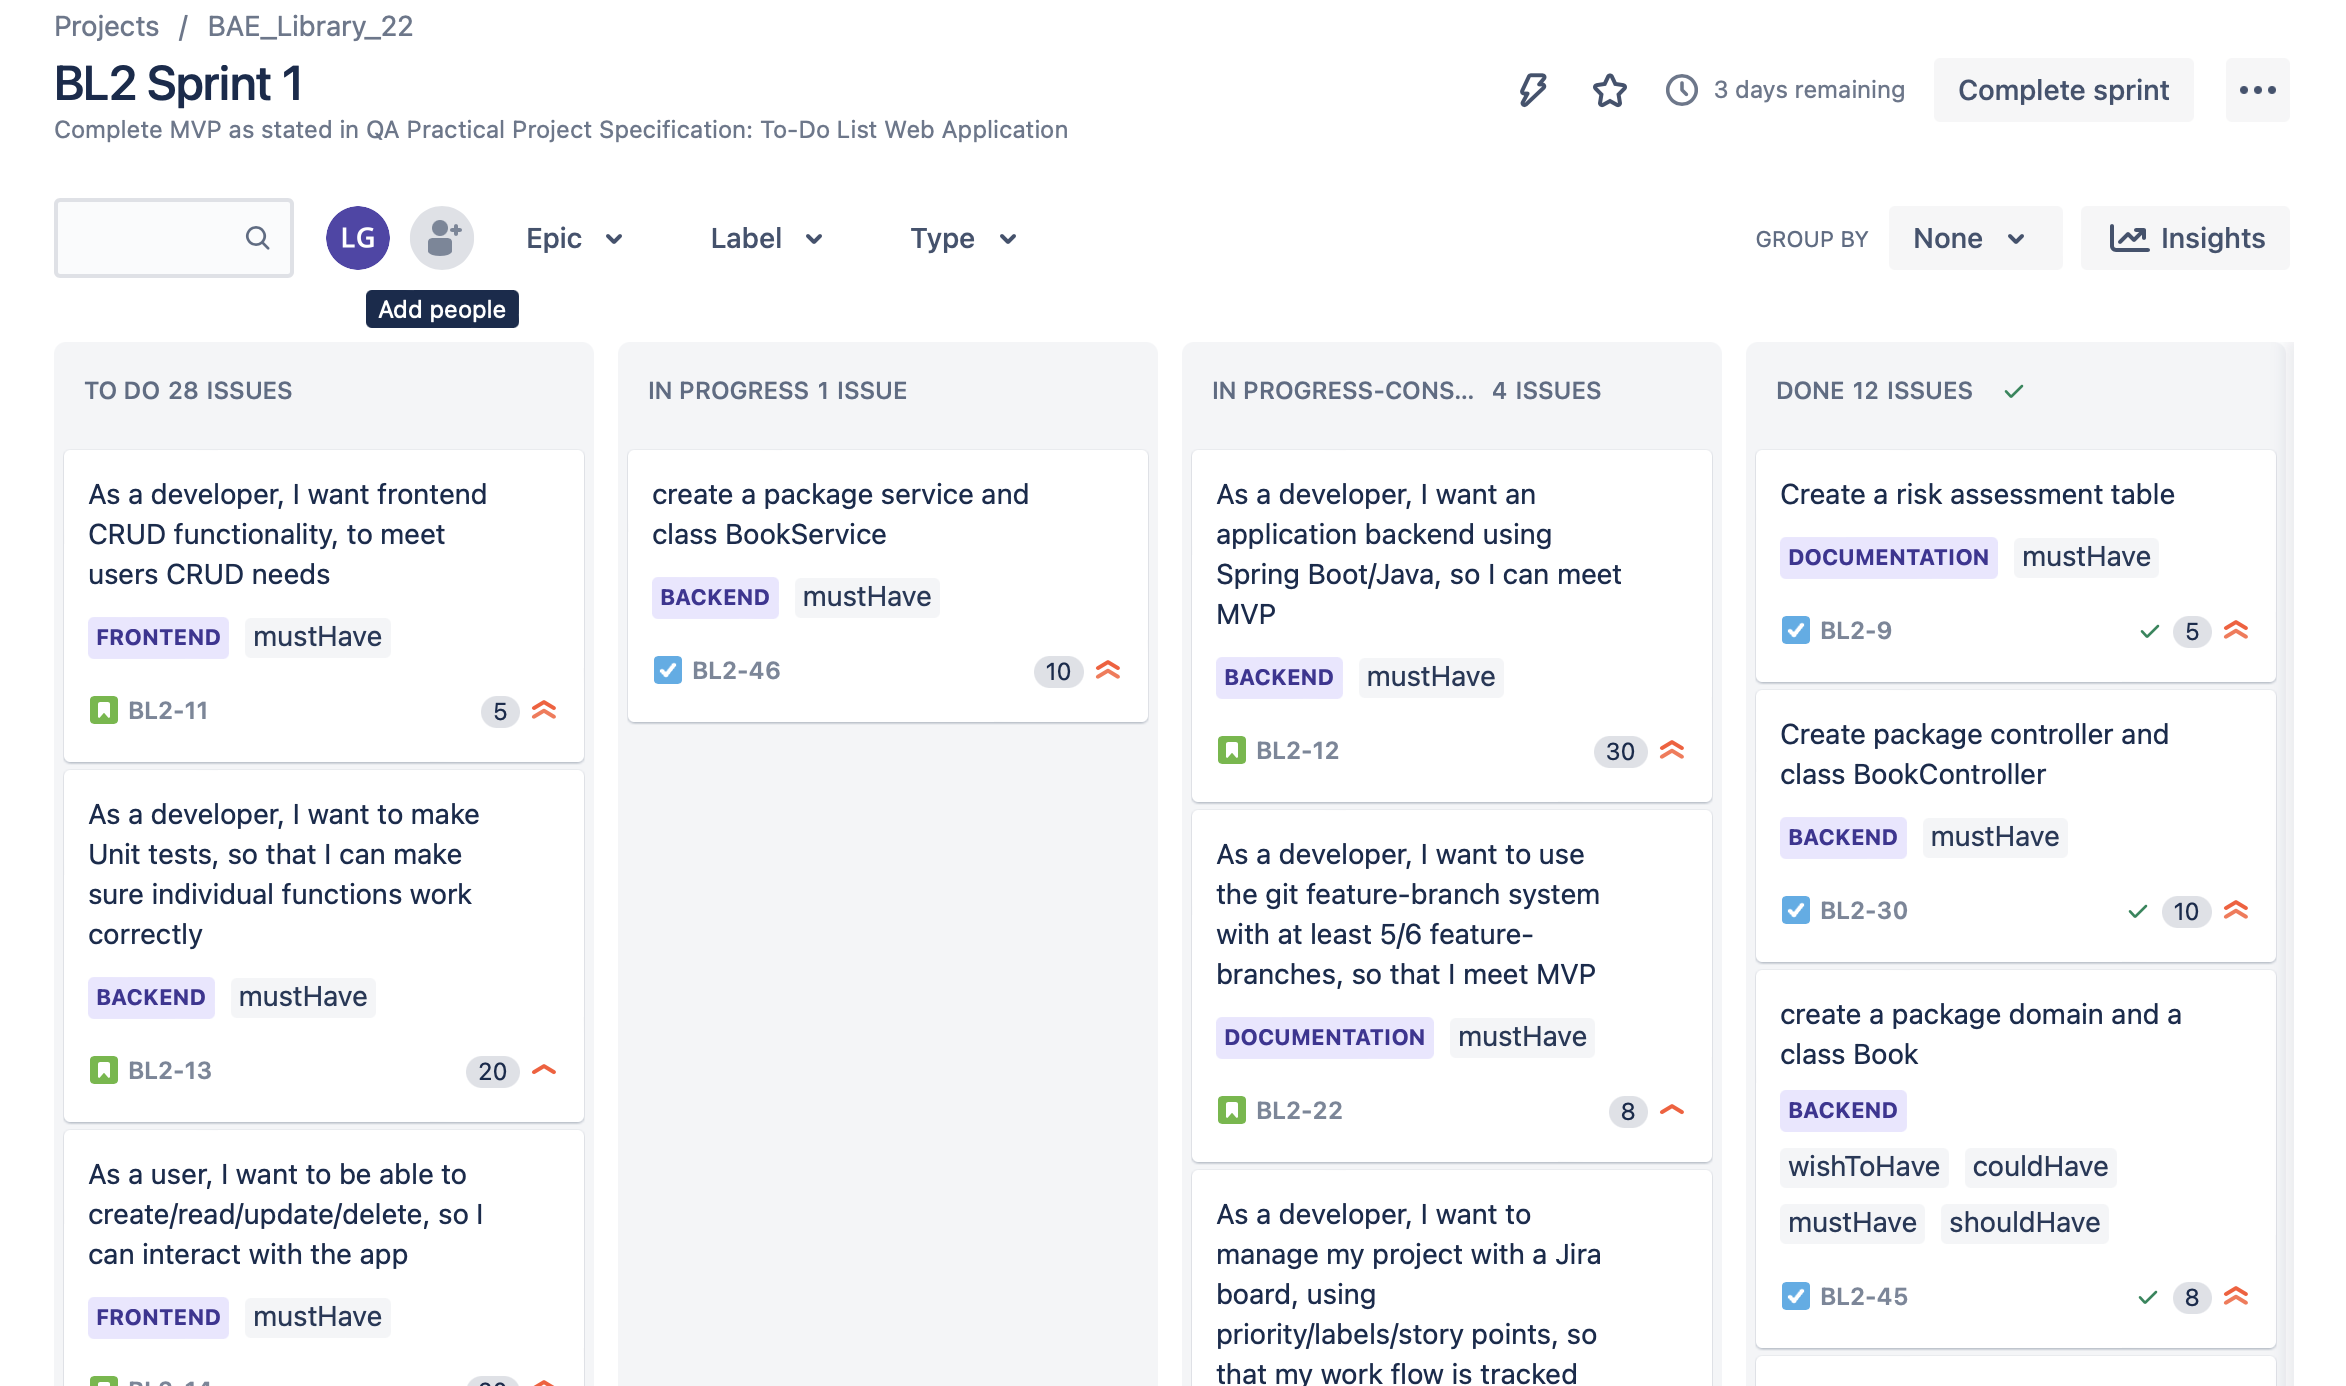 Projects / BAE_Library_22
BL2 Sprint 1
3 days remaining
Complete sprint
Complete MVP as stated in QA Practical Project Specification: To-Do List Web Application
LG
Epic
Label
Type
GROUP BY
None
Insights
Add people
TO DO 28 ISSUES
As a developer, I want frontend
CRUD functionality, to meet
users CRUD needs
FRONTEND mustHave
BL2-11 5
As a developer, I want to make
Unit tests, so that I can make
sure individual functions work
correctly
BACKEND mustHave
BL2-13 20
As a user, I want to be able to
create/read/update/delete, so I
can interact with the app
FRONTEND mustHave
IN PROGRESS 1 ISSUE
create a package service and
class BookService
BACKEND mustHave
BL2-46 10
IN PROGRESS-CONS... 4 ISSUES
As a developer, I want an
application backend using
Spring Boot/Java, so I can meet
MVP
BACKEND mustHave
BL2-12 30
As a developer, I want to use
the git feature-branch system
with at least 5/6 feature-
branches, so that I meet MVP
DOCUMENTATION mustHave
BL2-22 8
As a developer, I want to
manage my project with a Jira
board, using
priority/labels/story points, so
that my work flow is tracked
DONE 12 ISSUES
Create a risk assessment table
DOCUMENTATION mustHave
BL2-9 5
Create package controller and
class BookController
BACKEND mustHave
BL2-30 10
create a package domain and a
class Book
BACKEND
wishToHave couldHave
mustHave shouldHave
BL2-45 8